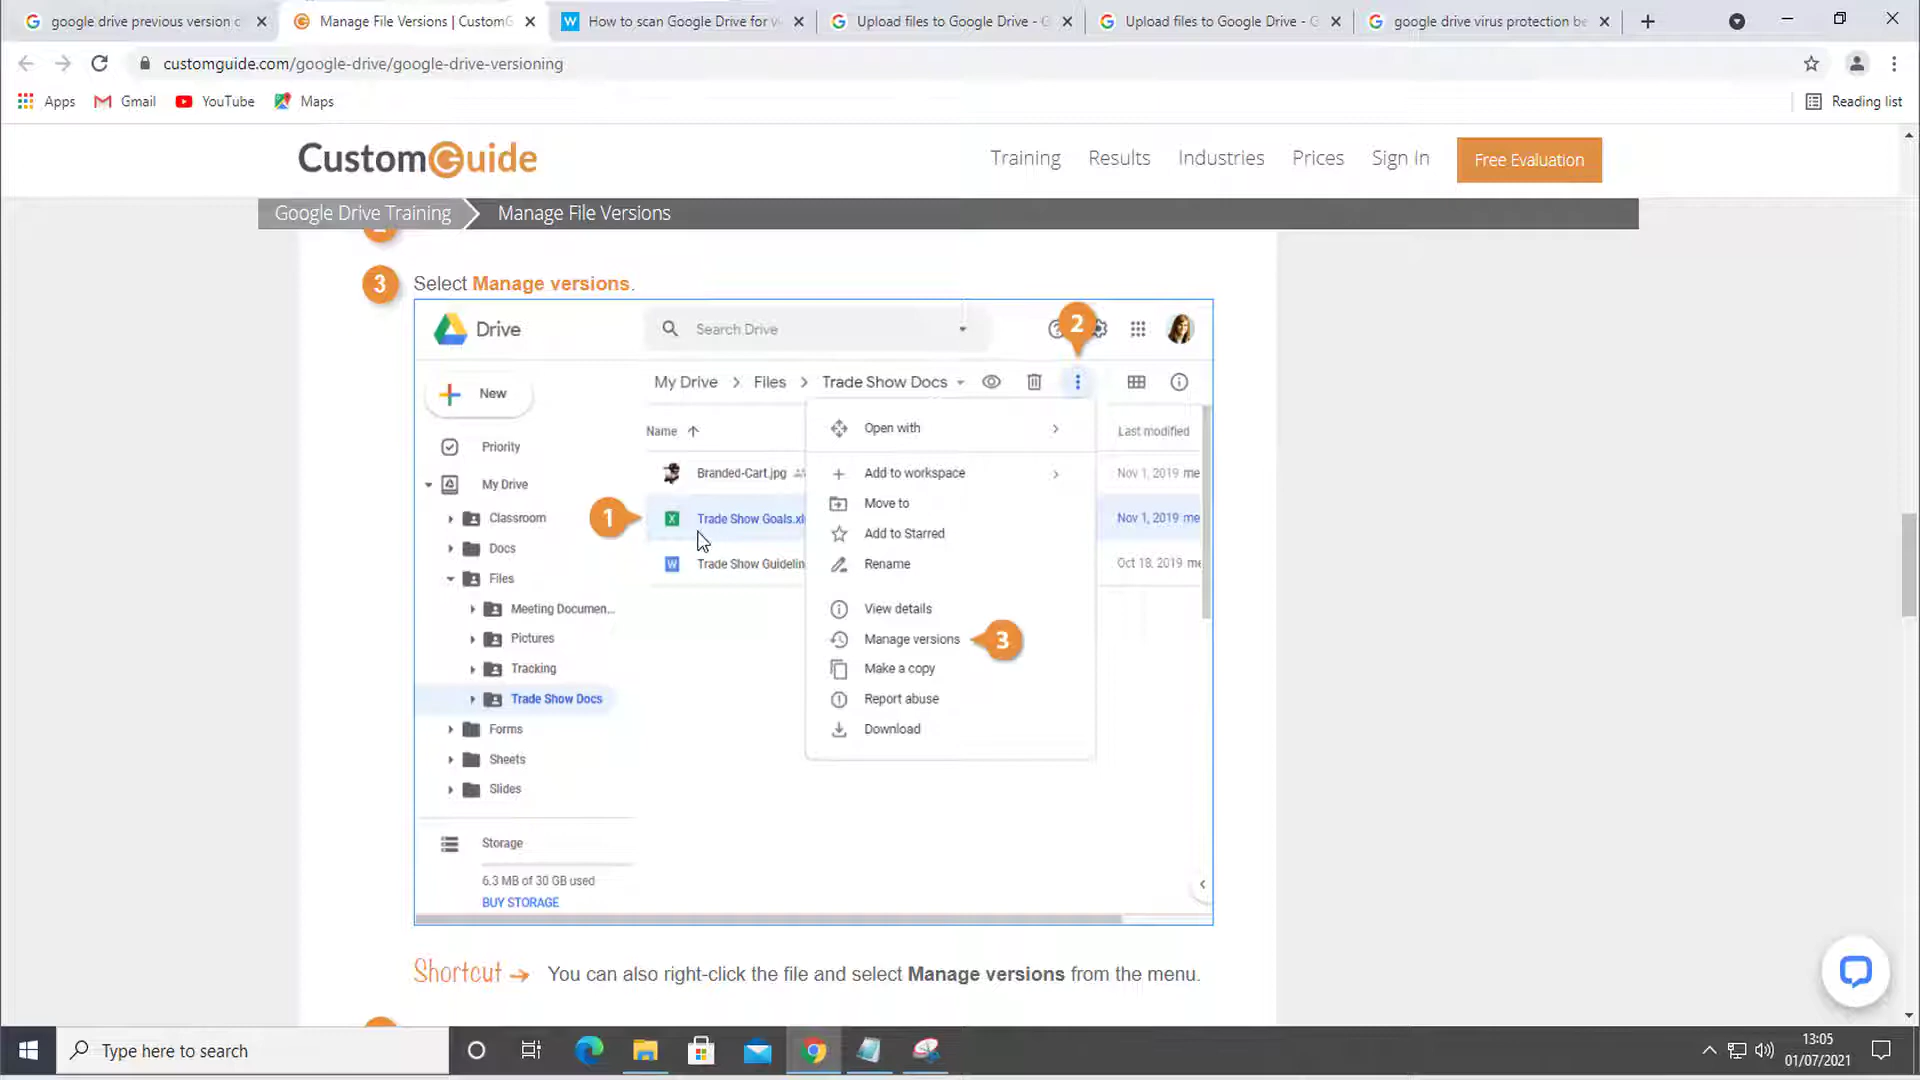 google drive previous version c
Manage File Versions | CustomG
How to scan Google Drive for v
Upload files to Google Drive - G
Upload files to Google Drive - G
google drive virus protection be
customguide.com/google-drive/google-drive-versioning
Apps
Gmail
YouTube
Maps
Reading list
CustomGuide
Training
Results
Industries
Prices
Sign In
Free Evaluation
Google Drive Training
Manage File Versions
3 Select Manage versions.
Drive
Search Drive
2
New
My Drive > Files > Trade Show Docs
Name
Last modified
Priority
My Drive
Classroom
Docs
Files
Meeting Documen...
Pictures
Tracking
Trade Show Docs
Forms
Sheets
Slides
Storage
6.3 MB of 30 GB used
BUY STORAGE
Branded-Cart.jpg
Nov 1, 2019 me
1
Trade Show Goals.xl
Nov 1, 2019 me
Trade Show Guidelin
Oct 18, 2019 me
Open with
Add to workspace
Move to
Add to Starred
Rename
View details
Manage versions
3
Make a copy
Report abuse
Download
Shortcut → You can also right-click the file and select Manage versions from the menu.
Type here to search
13:05
01/07/2021